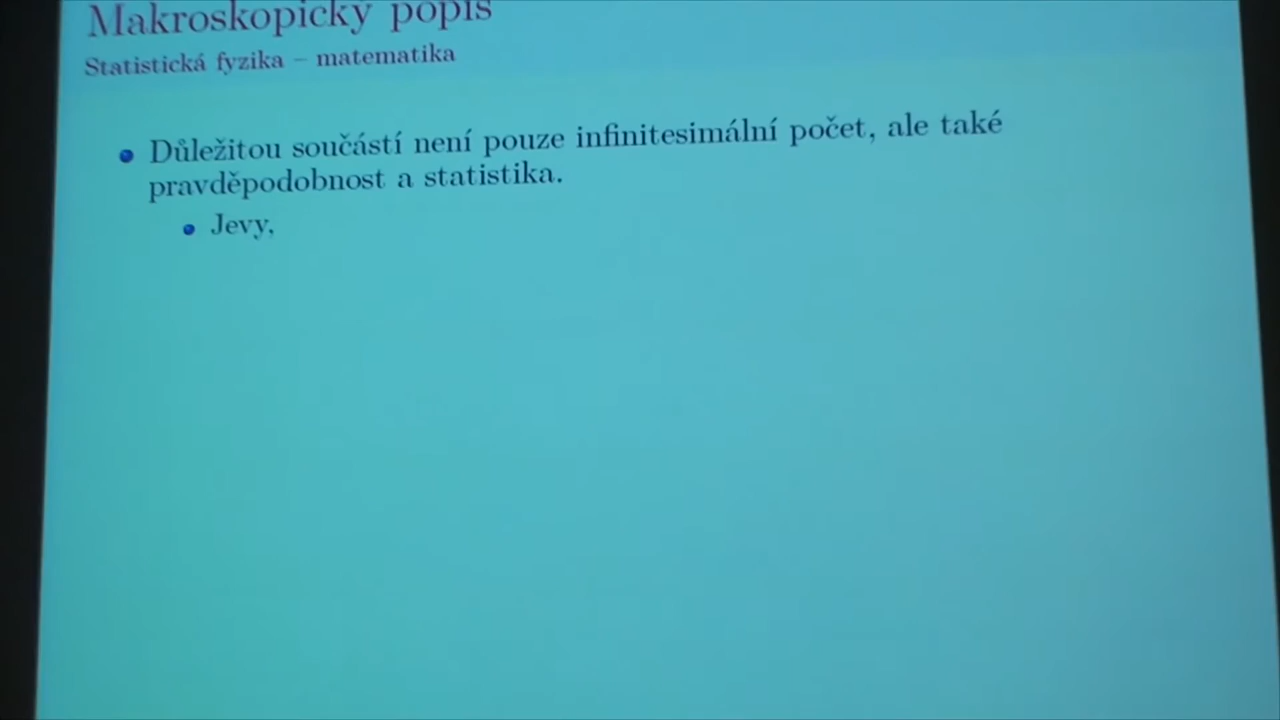 Makroskopický popis
Statistická fyzika – matematika
Důležitou součástí není pouze infinitesimální počet, ale také
pravděpodobnost a statistika.
Jevy,